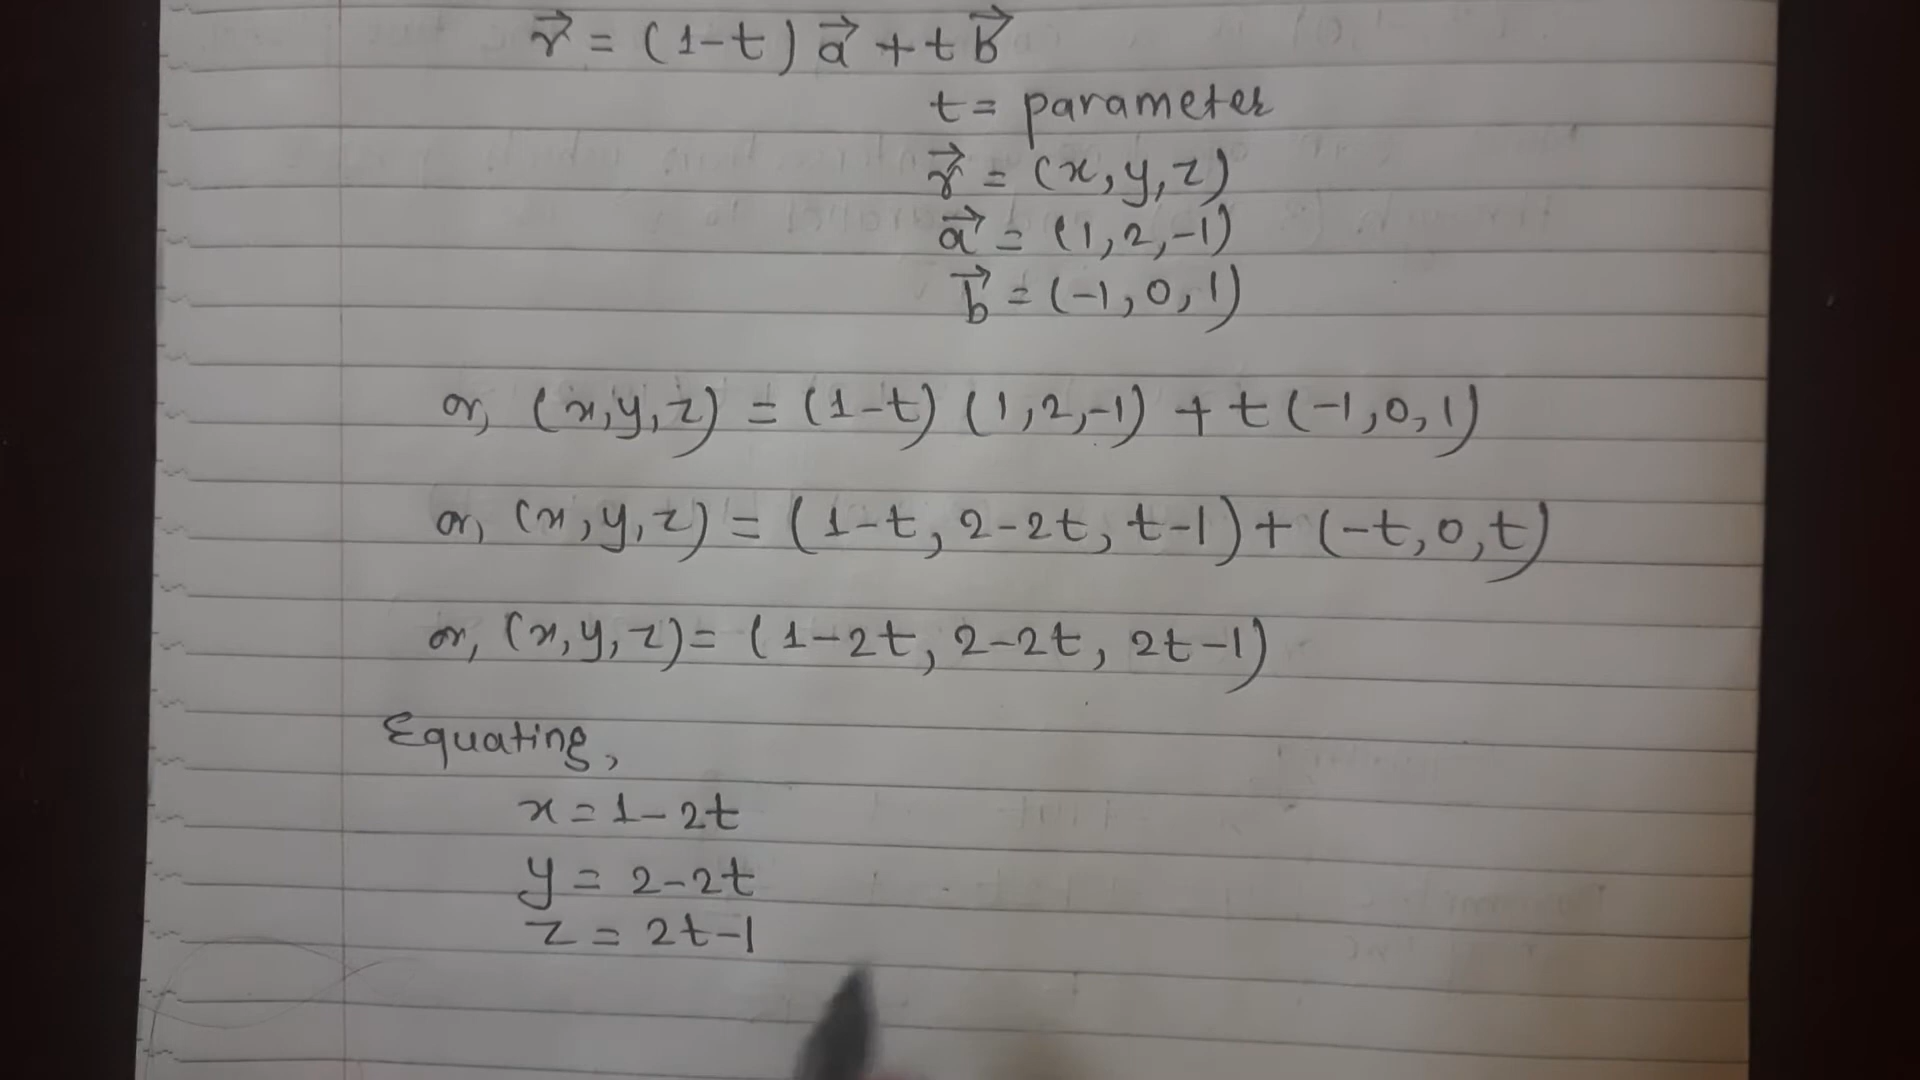 r⃗ = (1-t) a⃗ + t b⃗
t = parameter
r⃗ = (x, y, z)
a⃗ = (1, 2, -1)
b⃗ = (-1, 0, 1)
or, (x, y, z) = (1-t) (1, 2, -1) + t (-1, 0, 1)
or, (x, y, z) = (1-t, 2-2t, t-1) + (-t, 0, t)
or, (x, y, z) = (1-2t, 2-2t, 2t-1)
Equating,
x = 1-2t
y = 2-2t
z = 2t-1